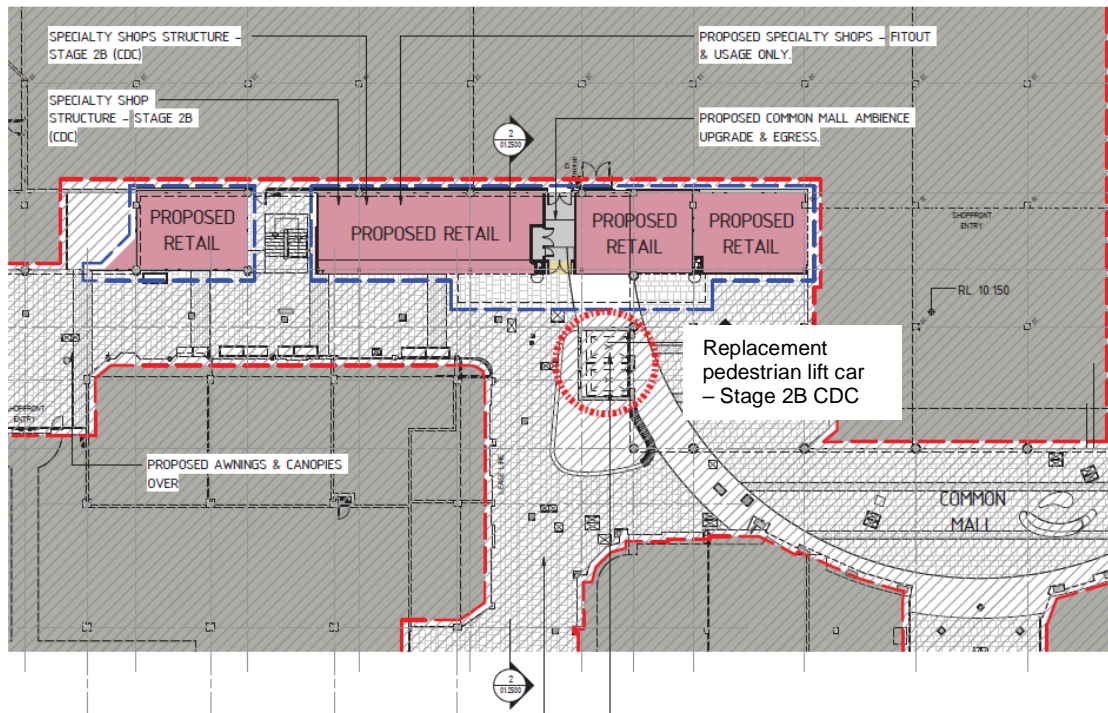 SPECIALTY SHOPS STRUCTURE –
STAGE 2B (CDC)
PROPOSED SPECIALTY SHOPS – FITOUT
& USAGE ONLY.
SPECIALTY SHOP
STRUCTURE – STAGE 2B
(CDC)
PROPOSED COMMON MALL AMBIENCE
UPGRADE & EGRESS.
2
01.2500
PROPOSED
RETAIL
PROPOSED RETAIL
PROPOSED
RETAIL
PROPOSED
RETAIL
SHOPFRONT
ENTRY
RL 10.150
Replacement
pedestrian lift car
– Stage 2B CDC
SHOPFRONT
ENTRY
PROPOSED AWNINGS & CANOPIES
OVER
COMMON
MALL
2
01.2500